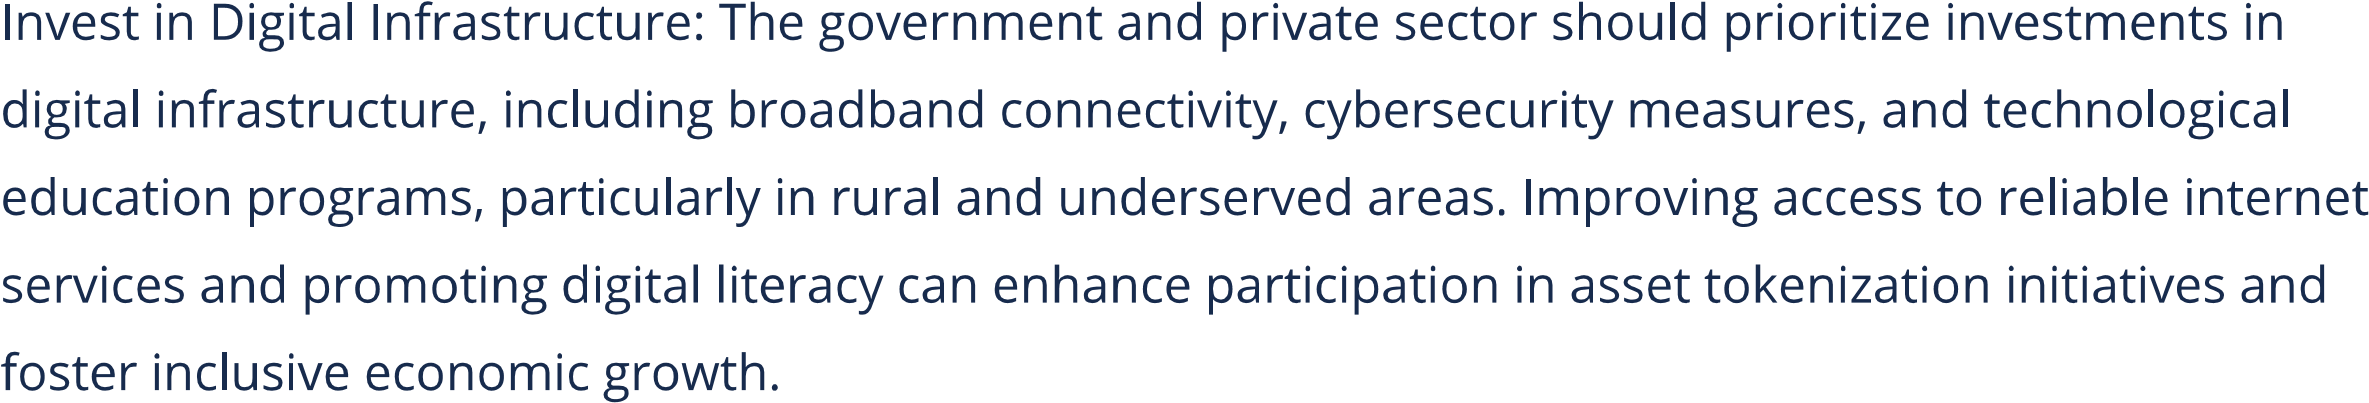 Invest in Digital Infrastructure: The government and private sector should prioritize investments in
digital infrastructure, including broadband connectivity, cybersecurity measures, and technological
education programs, particularly in rural and underserved areas. Improving access to reliable internet
services and promoting digital literacy can enhance participation in asset tokenization initiatives and
foster inclusive economic growth.